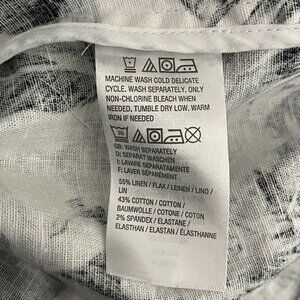 MACHINE WASH COLD DELICATE
CYCLE. WASH SEPARATELY, ONLY
NON-CHLORINE BLEACH WHEN
NEEDED, TUMBLE DRY LOW, WARM
IRON IF NEEDED
GB: WASH SEPARATELY
D: SEPARAT WASCHEN
I: LAVARE SEPARATAMENTE
F: LAVER SÉPARÉMENT
55% LINEN / FLAX / LEINEN / LINO /
LIN
43% COTTON / COTTON /
BAUMWOLLE / COTONE / COTON
2% SPANDEX / ELASTANE /
ELASTHAN / ELASTAN / ÉLASTHANNE